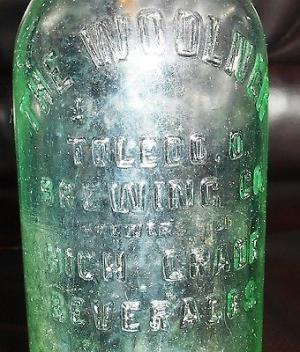 THE WOOLNER
TOLEDO, O.
BREWING CO
BREWERS OF
HIGH GRADE
BEVERAGES